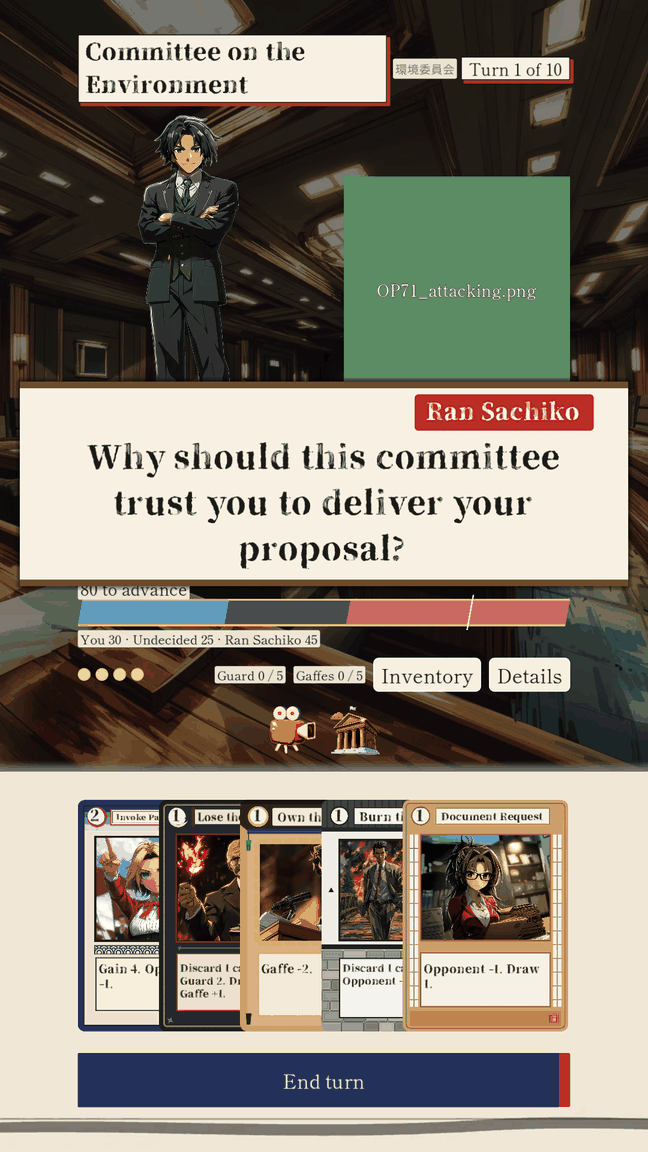 Committee on the
Environment
環境委員会
Turn 1 of 10
OP71_attacking.png
Ran Sachiko
Why should this committee
trust you to deliver your
proposal?
80 to advance
You 30 · Undecided 25 · Ran Sachiko 45
Guard 0 / 5
Gaffes 0 / 5
Inventory
Details
2
Invoke Pa
Gain 4. Op
-1.
1
Lose th
Discard 1 ca
Guard 2. Dr
Gaffe +1.
1
Own th
Gaffe -2.
1
Burn t
Discard 1 c
Opponent -
1
Document Request
Opponent -1. Draw
1.
End turn